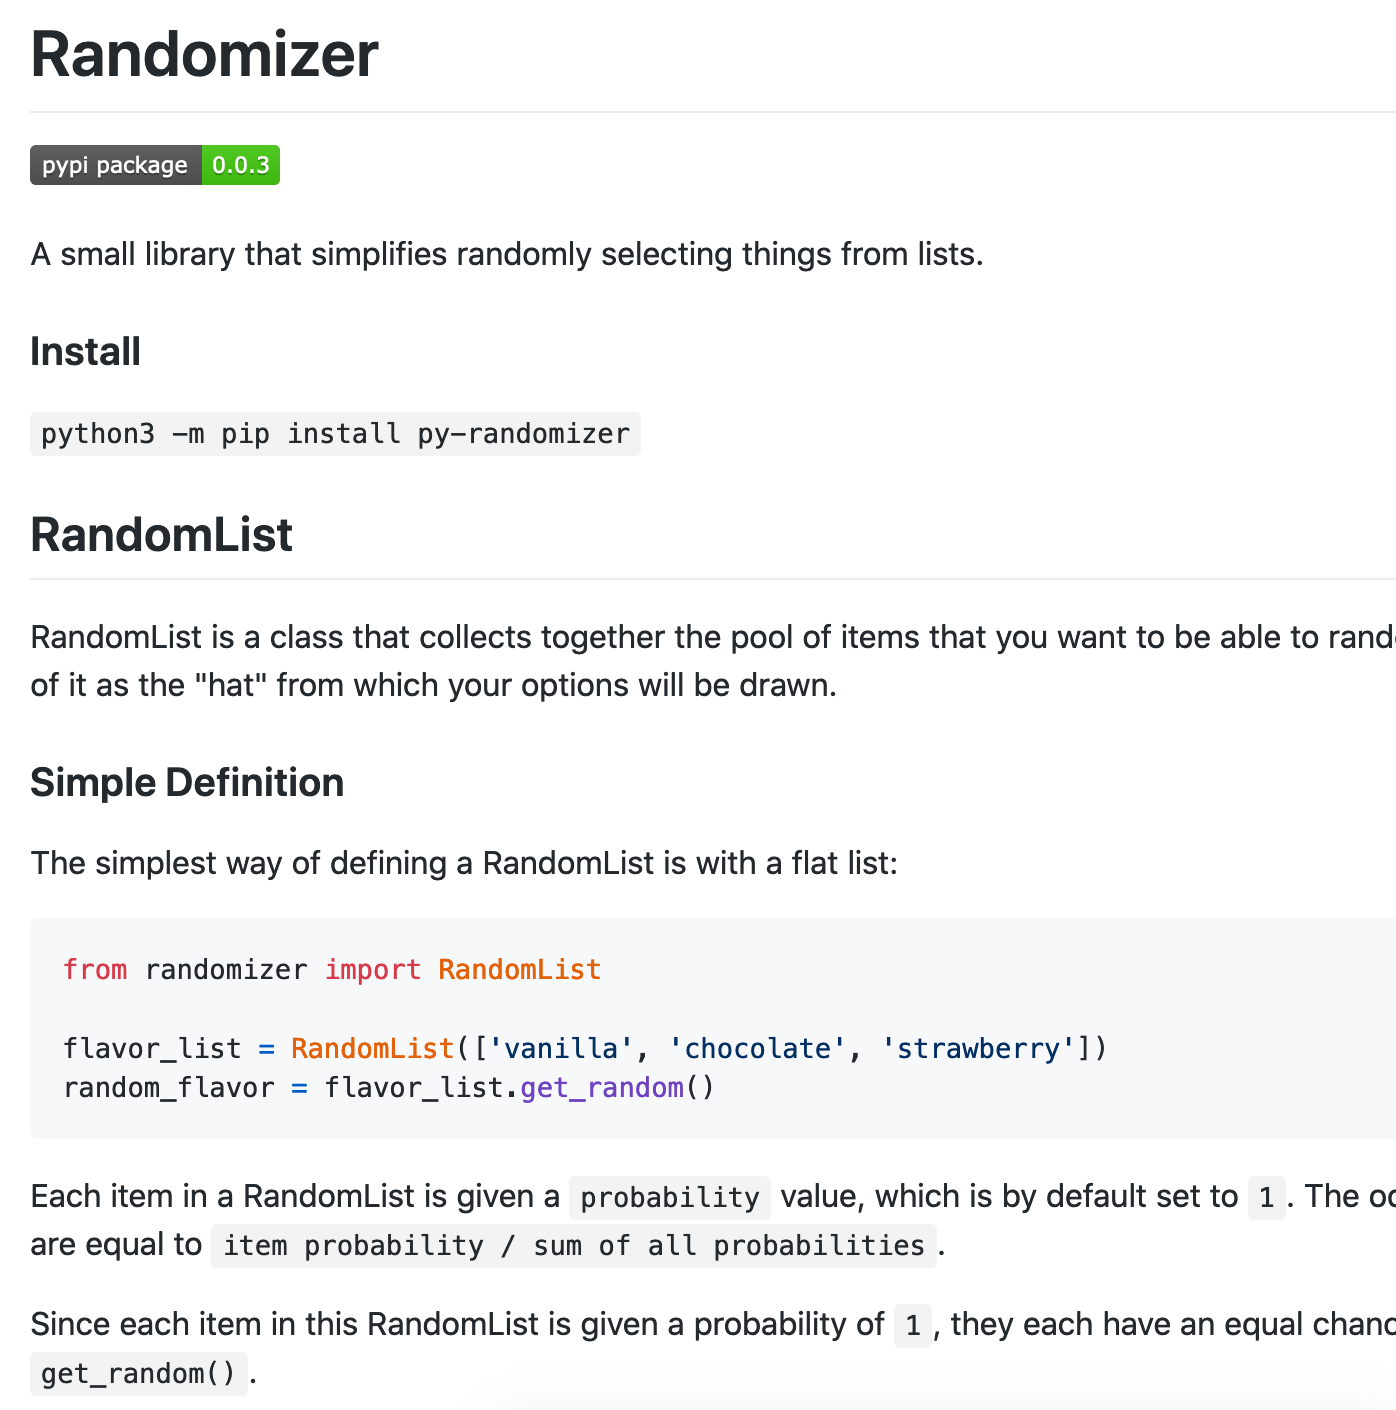 Randomizer
pypi package 0.0.3
A small library that simplifies randomly selecting things from lists.
Install
python3 -m pip install py-randomizer
RandomList
RandomList is a class that collects together the pool of items that you want to be able to
of it as the "hat" from which your options will be drawn.
Simple Definition
The simplest way of defining a RandomList is with a flat list:
from randomizer import RandomList
flavor_list = RandomList(['vanilla', 'chocolate', 'strawberry'])
random_flavor = flavor_list.get_random()
Each item in a RandomList is given a probability value, which is by default set to 1. The
are equal to item probability / sum of all probabilities.
Since each item in this RandomList is given a probability of 1, they each have an equal
get_random().